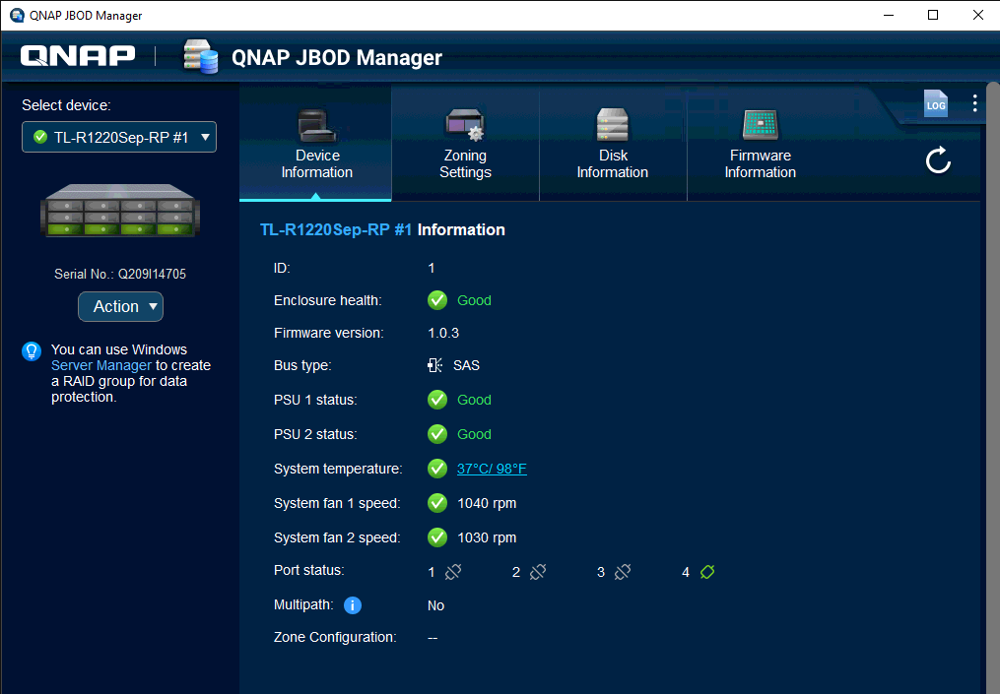 QNAP JBOD Manager
QNAP
QNAP JBOD Manager
Select device:
TL-R1220Sep-RP #1
Serial No.: Q209I14705
Action
You can use Windows
Server Manager to create
a RAID group for data
protection.
Device
Information
Zoning
Settings
Disk
Information
Firmware
Information
LOG
TL-R1220Sep-RP #1 Information
ID: 1
Enclosure health: Good
Firmware version: 1.0.3
Bus type: SAS
PSU 1 status: Good
PSU 2 status: Good
System temperature: 37°C/ 98°F
System fan 1 speed: 1040 rpm
System fan 2 speed: 1030 rpm
Port status: 1 2 3 4
Multipath: i No
Zone Configuration: --